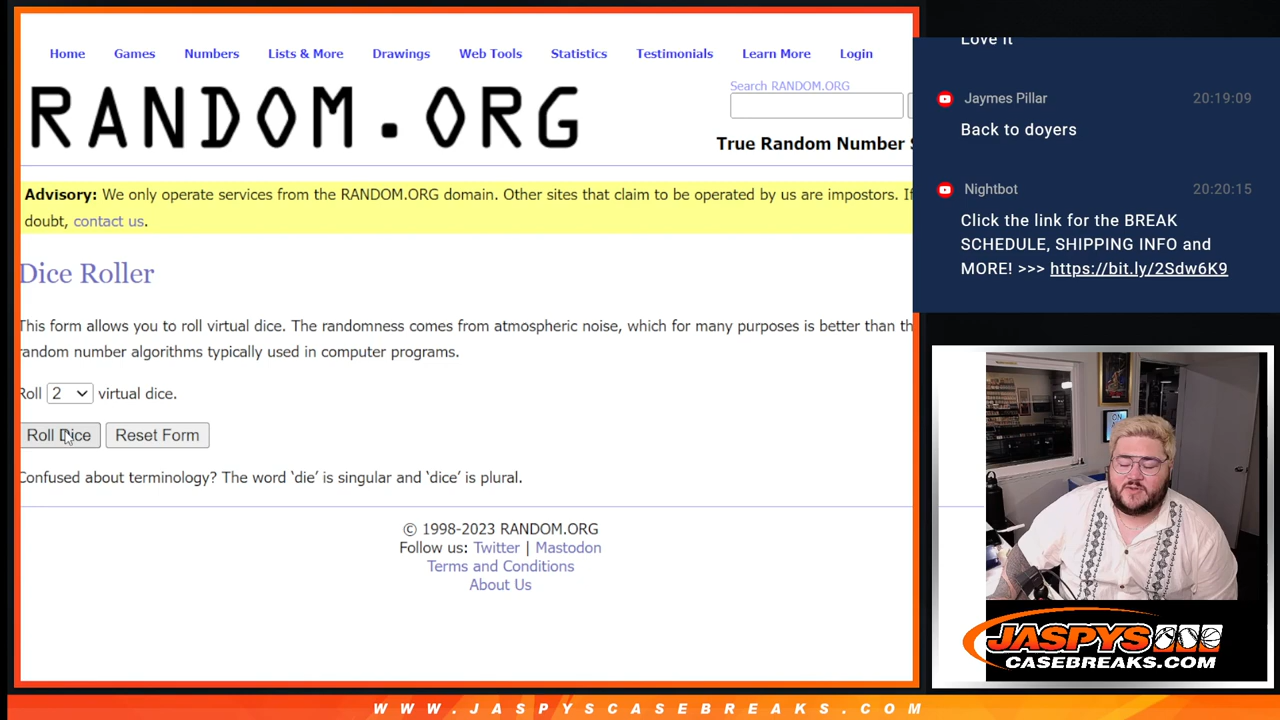 Home Games Numbers Lists & More Drawings Web Tools Statistics Testimonials Learn More Login
RANDOM.ORG
Search RANDOM.ORG
True Random Number S
Advisory: We only operate services from the RANDOM.ORG domain. Other sites that claim to be operated by us are impostors. If
doubt, contact us.
Dice Roller
This form allows you to roll virtual dice. The randomness comes from atmospheric noise, which for many purposes is better than th
random number algorithms typically used in computer programs.
Roll 2 virtual dice.
Roll Dice Reset Form
Confused about terminology? The word ‘die’ is singular and ‘dice’ is plural.
© 1998-2023 RANDOM.ORG
Follow us: Twitter | Mastodon
Terms and Conditions
About Us
Love it
Jaymes Pillar 20:19:09
Back to doyers
Nightbot 20:20:15
Click the link for the BREAK
SCHEDULE, SHIPPING INFO and
MORE! >>> https://bit.ly/2Sdw6K9
JASPYS
CASEBREAKS.COM
WWW.JASPYSCASEBREAKS.COM